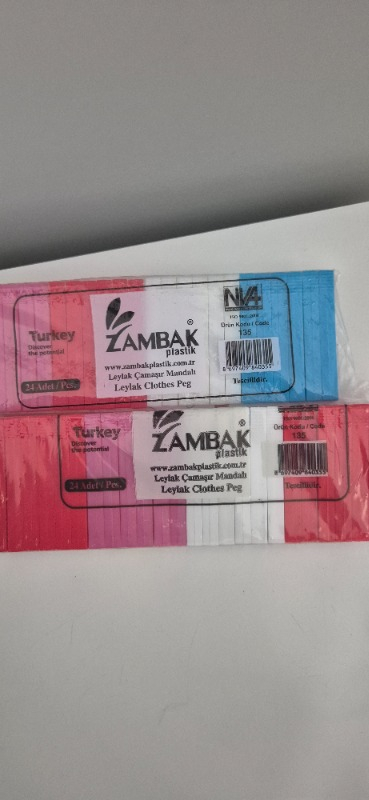 Turkey
Discover
the potential
24 Adet / Pcs.
ZAMBAK®
plastik
www.zambakplastik.com.tr
Leylak Çamaşır Mandalı
Leylak Clothes Peg
Ürün Kodu / Code
135
Tescillidir.
Turkey
Discover
the potential
24 Adet / Pcs.
ZAMBAK
plastik
www.zambakplastik.com.tr
Leylak Çamaşır Mandalı
Leylak Clothes Peg
Ürün Kodu / Code
135
Tescillidir.